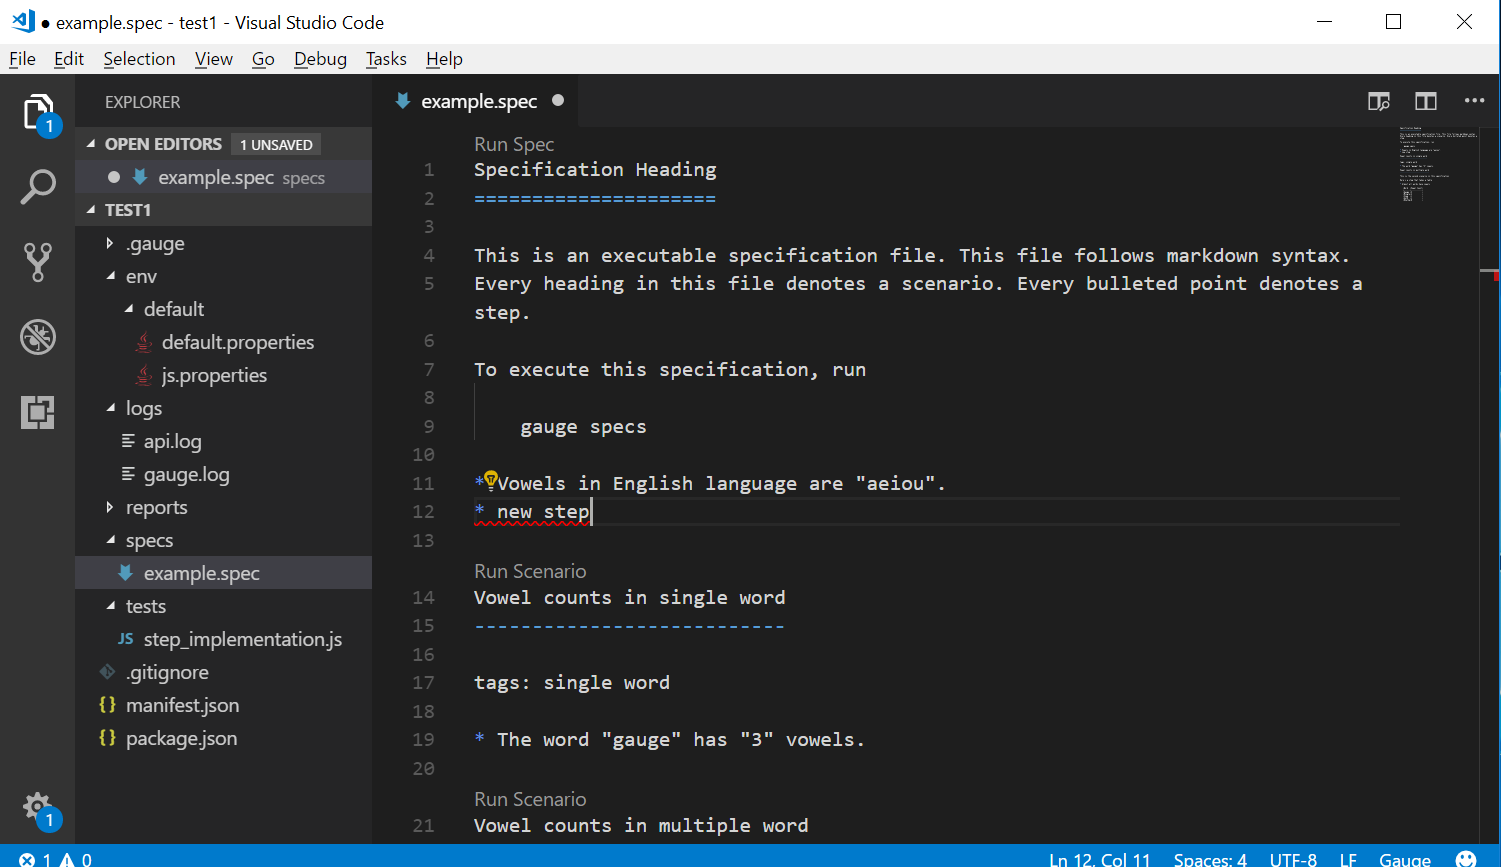 ● example.spec - test1 - Visual Studio Code
File Edit Selection View Go Debug Tasks Help
1
EXPLORER
OPEN EDITORS 1 UNSAVED
example.spec specs
TEST1
.gauge
env
default
default.properties
js.properties
logs
api.log
gauge.log
reports
specs
example.spec
tests
JS step_implementation.js
.gitignore
{} manifest.json
{} package.json
1
example.spec ●
Run Spec
1 Specification Heading
2 =====================
3
4 This is an executable specification file. This file follows markdown syntax.
5 Every heading in this file denotes a scenario. Every bulleted point denotes a
step.
6
7 To execute this specification, run
8
9 gauge specs
10
11 * Vowels in English language are "aeiou".
12 * new step
13
Run Scenario
14 Vowel counts in single word
15 ---------------------------
16
17 tags: single word
18
19 * The word "gauge" has "3" vowels.
20
Run Scenario
21 Vowel counts in multiple word
1 0 Ln 12, Col 11 Spaces: 4 UTF-8 LF Gauge